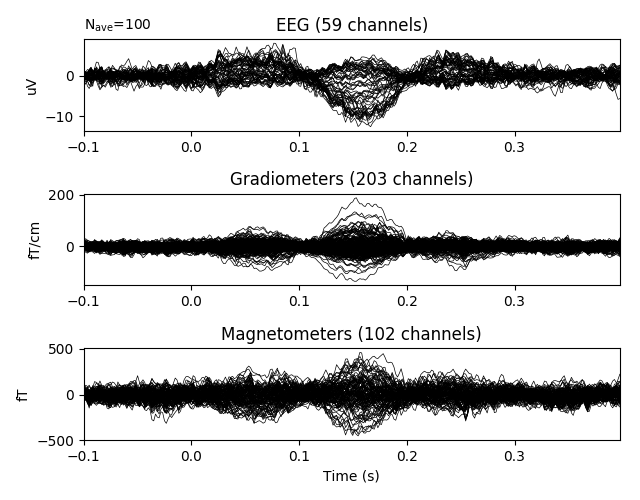 Nave=100
EEG (59 channels)
0
−10
uV
−0.1 0.0 0.1 0.2 0.3
Gradiometers (203 channels)
200
0
fT/cm
−0.1 0.0 0.1 0.2 0.3
Magnetometers (102 channels)
500
0
−500
fT
−0.1 0.0 0.1 0.2 0.3
Time (s)